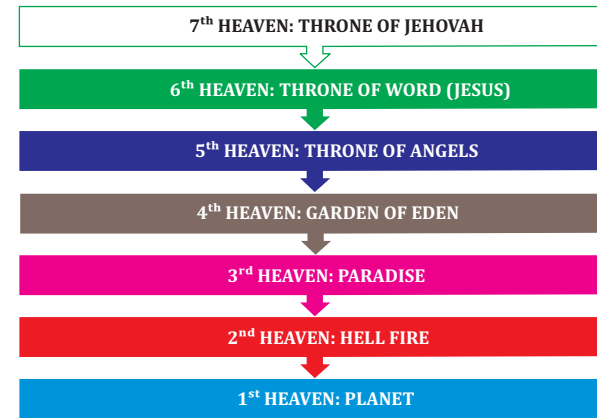 7th HEAVEN: THRONE OF JEHOVAH
6th HEAVEN: THRONE OF WORD (JESUS)
5th HEAVEN: THRONE OF ANGELS
4th HEAVEN: GARDEN OF EDEN
3rd HEAVEN: PARADISE
2nd HEAVEN: HELL FIRE
1st HEAVEN: PLANET